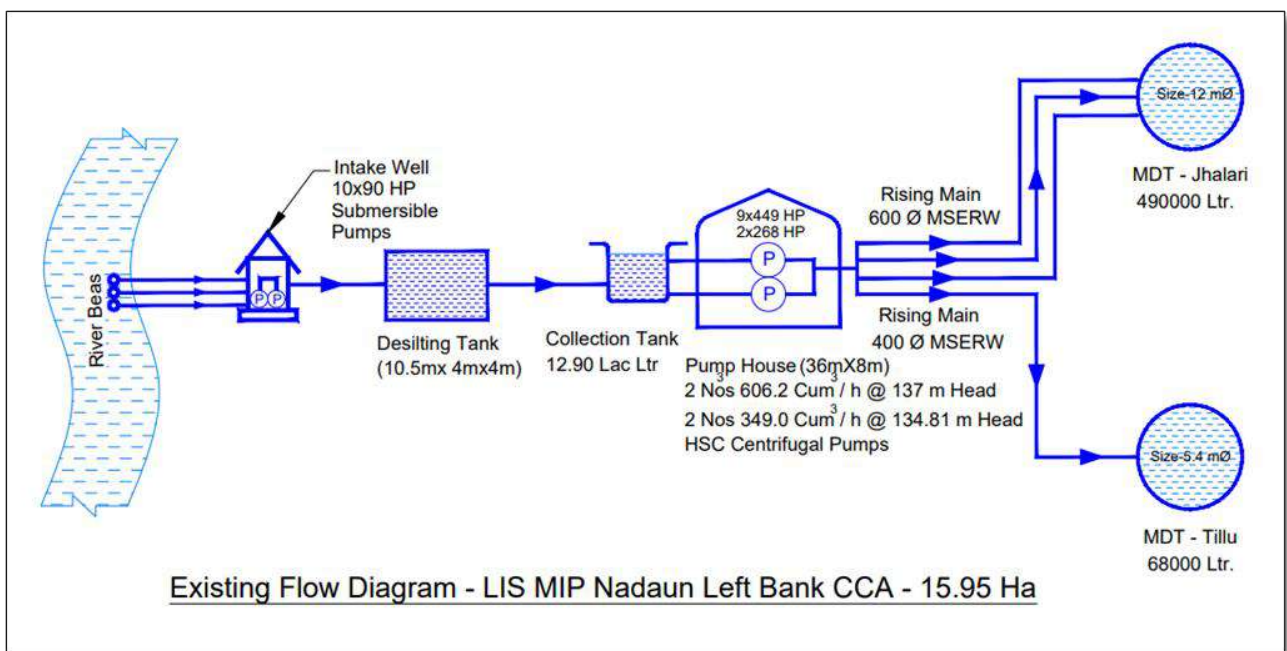 River Beas
Intake Well
10x90 HP
Submersible
Pumps
P P
Desilting Tank
(10.5mx 4mx4m)
Collection Tank
12.90 Lac Ltr
9x449 HP
2x268 HP
P
P
Pump House (36mX8m)
2 Nos 606.2 Cum³/ h @ 137 m Head
3
2 Nos 349.0 Cum³/ h @ 134.81 m Head
HSC Centrifugal Pumps
Rising Main
600 Ø MSERW
Rising Main
400 Ø MSERW
Size-12 mØ
MDT - Jhalari
490000 Ltr.
Size-5.4 mØ
MDT - Tillu
68000 Ltr.
Existing Flow Diagram - LIS MIP Nadaun Left Bank CCA - 15.95 Ha